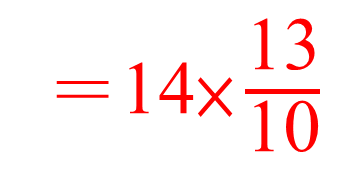 = 14 × 13/10